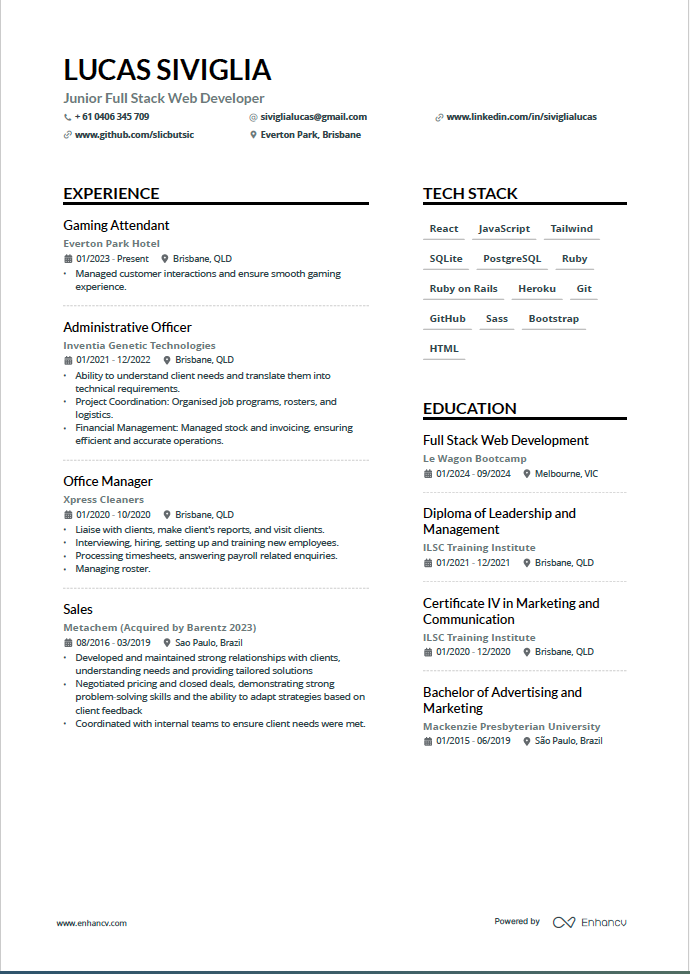 LUCAS SIVIGLIA
Junior Full Stack Web Developer
+ 61 0406 345 709
siviglialucas@gmail.com
www.linkedin.com/in/siviglialucas
www.github.com/slicbutsic
Everton Park, Brisbane
EXPERIENCE
Gaming Attendant
Everton Park Hotel
01/2023 - Present Brisbane, QLD
• Managed customer interactions and ensure smooth gaming
experience.
Administrative Officer
Inventia Genetic Technologies
01/2021 - 12/2022 Brisbane, QLD
• Ability to understand client needs and translate them into
technical requirements.
• Project Coordination: Organised job programs, rosters, and
logistics.
• Financial Management: Managed stock and invoicing, ensuring
efficient and accurate operations.
Office Manager
Xpress Cleaners
01/2020 - 10/2020 Brisbane, QLD
• Liaise with clients, make client's reports, and visit clients.
• Interviewing, hiring, setting up and training new employees.
• Processing timesheets, answering payroll related enquiries.
• Managing roster.
Sales
Metachem (Acquired by Barentz 2023)
08/2016 - 03/2019 Sao Paulo, Brazil
• Developed and maintained strong relationships with clients,
understanding needs and providing tailored solutions
• Negotiated pricing and closed deals, demonstrating strong
problem-solving skills and the ability to adapt strategies based on
client feedback
• Coordinated with internal teams to ensure client needs were met.
TECH STACK
React JavaScript Tailwind
SQLite PostgreSQL Ruby
Ruby on Rails Heroku Git
GitHub Sass Bootstrap
HTML
EDUCATION
Full Stack Web Development
Le Wagon Bootcamp
01/2024 - 09/2024 Melbourne, VIC
Diploma of Leadership and
Management
ILSC Training Institute
01/2021 - 12/2021 Brisbane, QLD
Certificate IV in Marketing and
Communication
ILSC Training Institute
01/2020 - 12/2020 Brisbane, QLD
Bachelor of Advertising and
Marketing
Mackenzie Presbyterian University
01/2015 - 06/2019 São Paulo, Brazil
www.enhancv.com
Powered by Enhancv